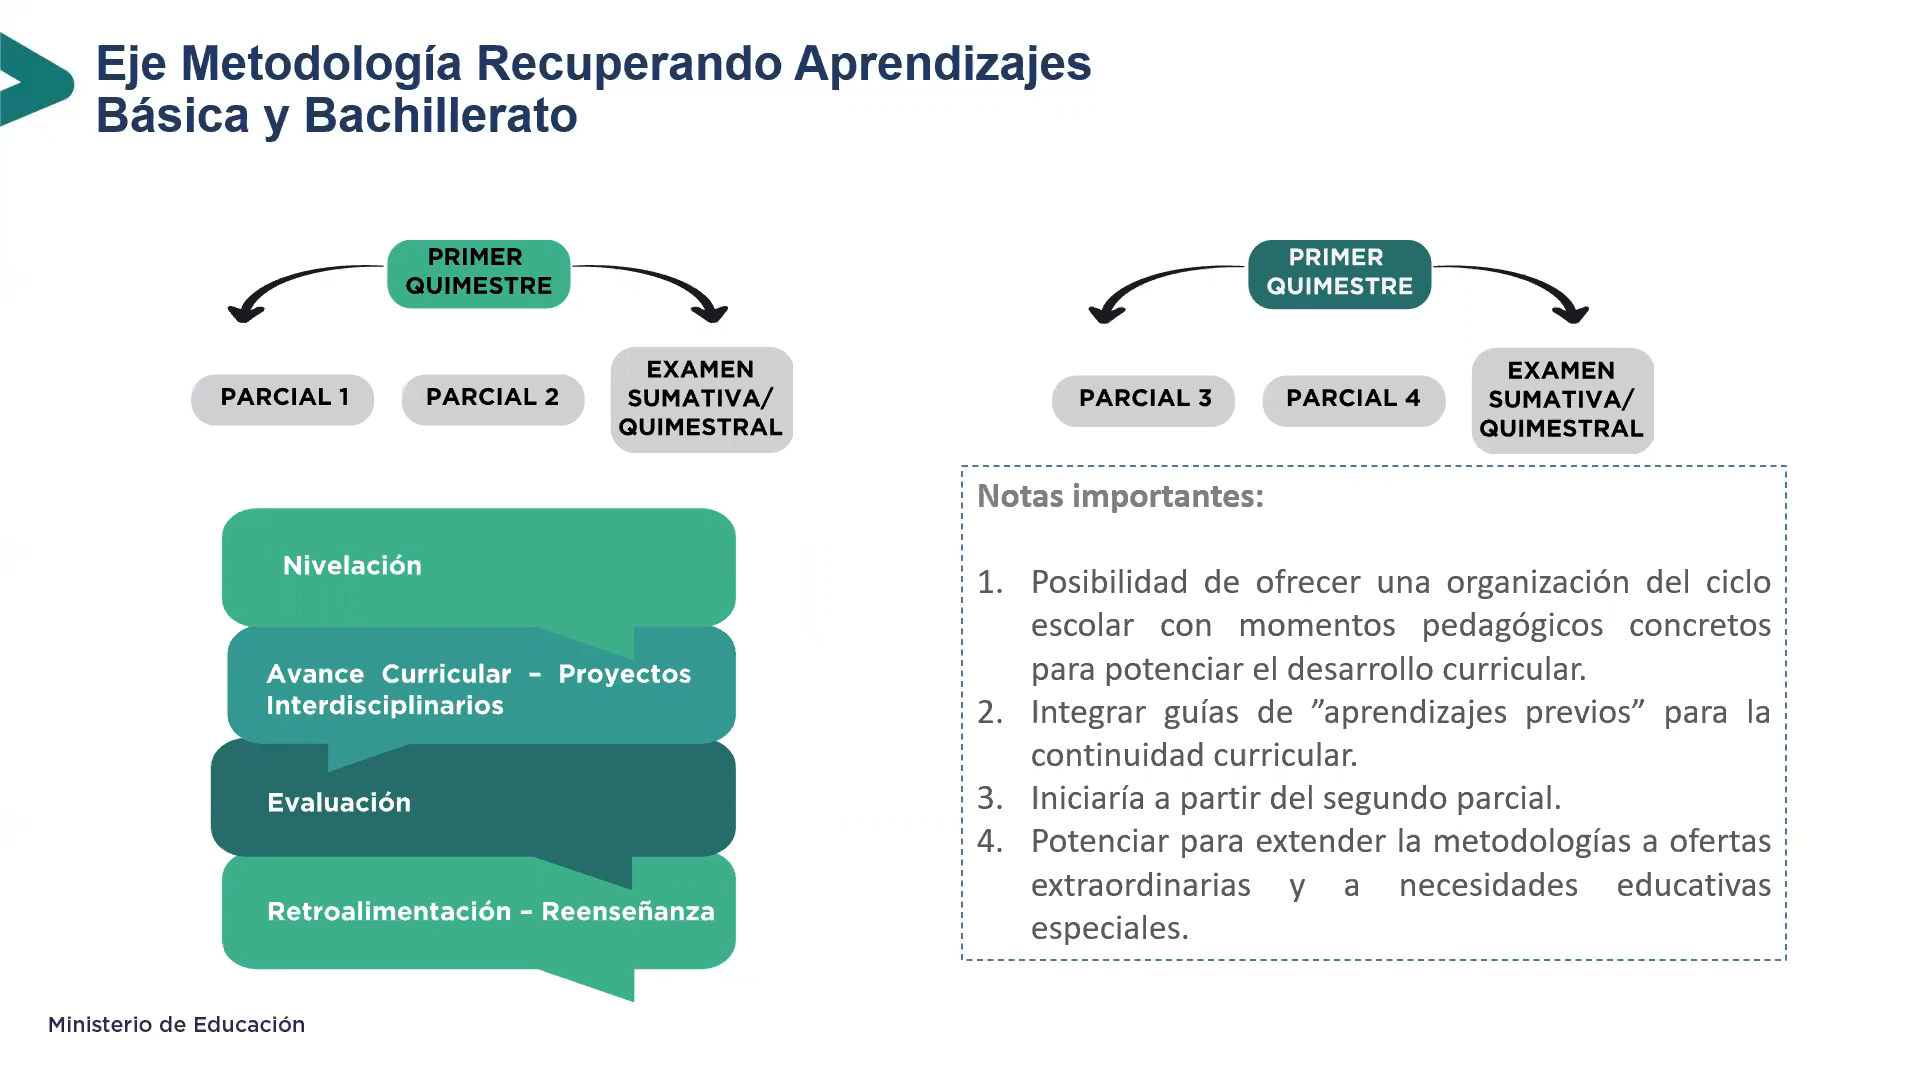 Eje Metodología Recuperando Aprendizajes
Básica y Bachillerato
PRIMER
QUIMESTRE
PARCIAL 1
PARCIAL 2
EXAMEN
SUMATIVA/
QUIMESTRAL
PRIMER
QUIMESTRE
PARCIAL 3
PARCIAL 4
EXAMEN
SUMATIVA/
QUIMESTRAL
Nivelación
Avance Curricular – Proyectos
Interdisciplinarios
Evaluación
Retroalimentación – Reenseñanza
Notas importantes:
1. Posibilidad de ofrecer una organización del ciclo
escolar con momentos pedagógicos concretos
para potenciar el desarrollo curricular.
2. Integrar guías de ”aprendizajes previos” para la
continuidad curricular.
3. Iniciaría a partir del segundo parcial.
4. Potenciar para extender la metodologías a ofertas
extraordinarias y a necesidades educativas
especiales.
Ministerio de Educación